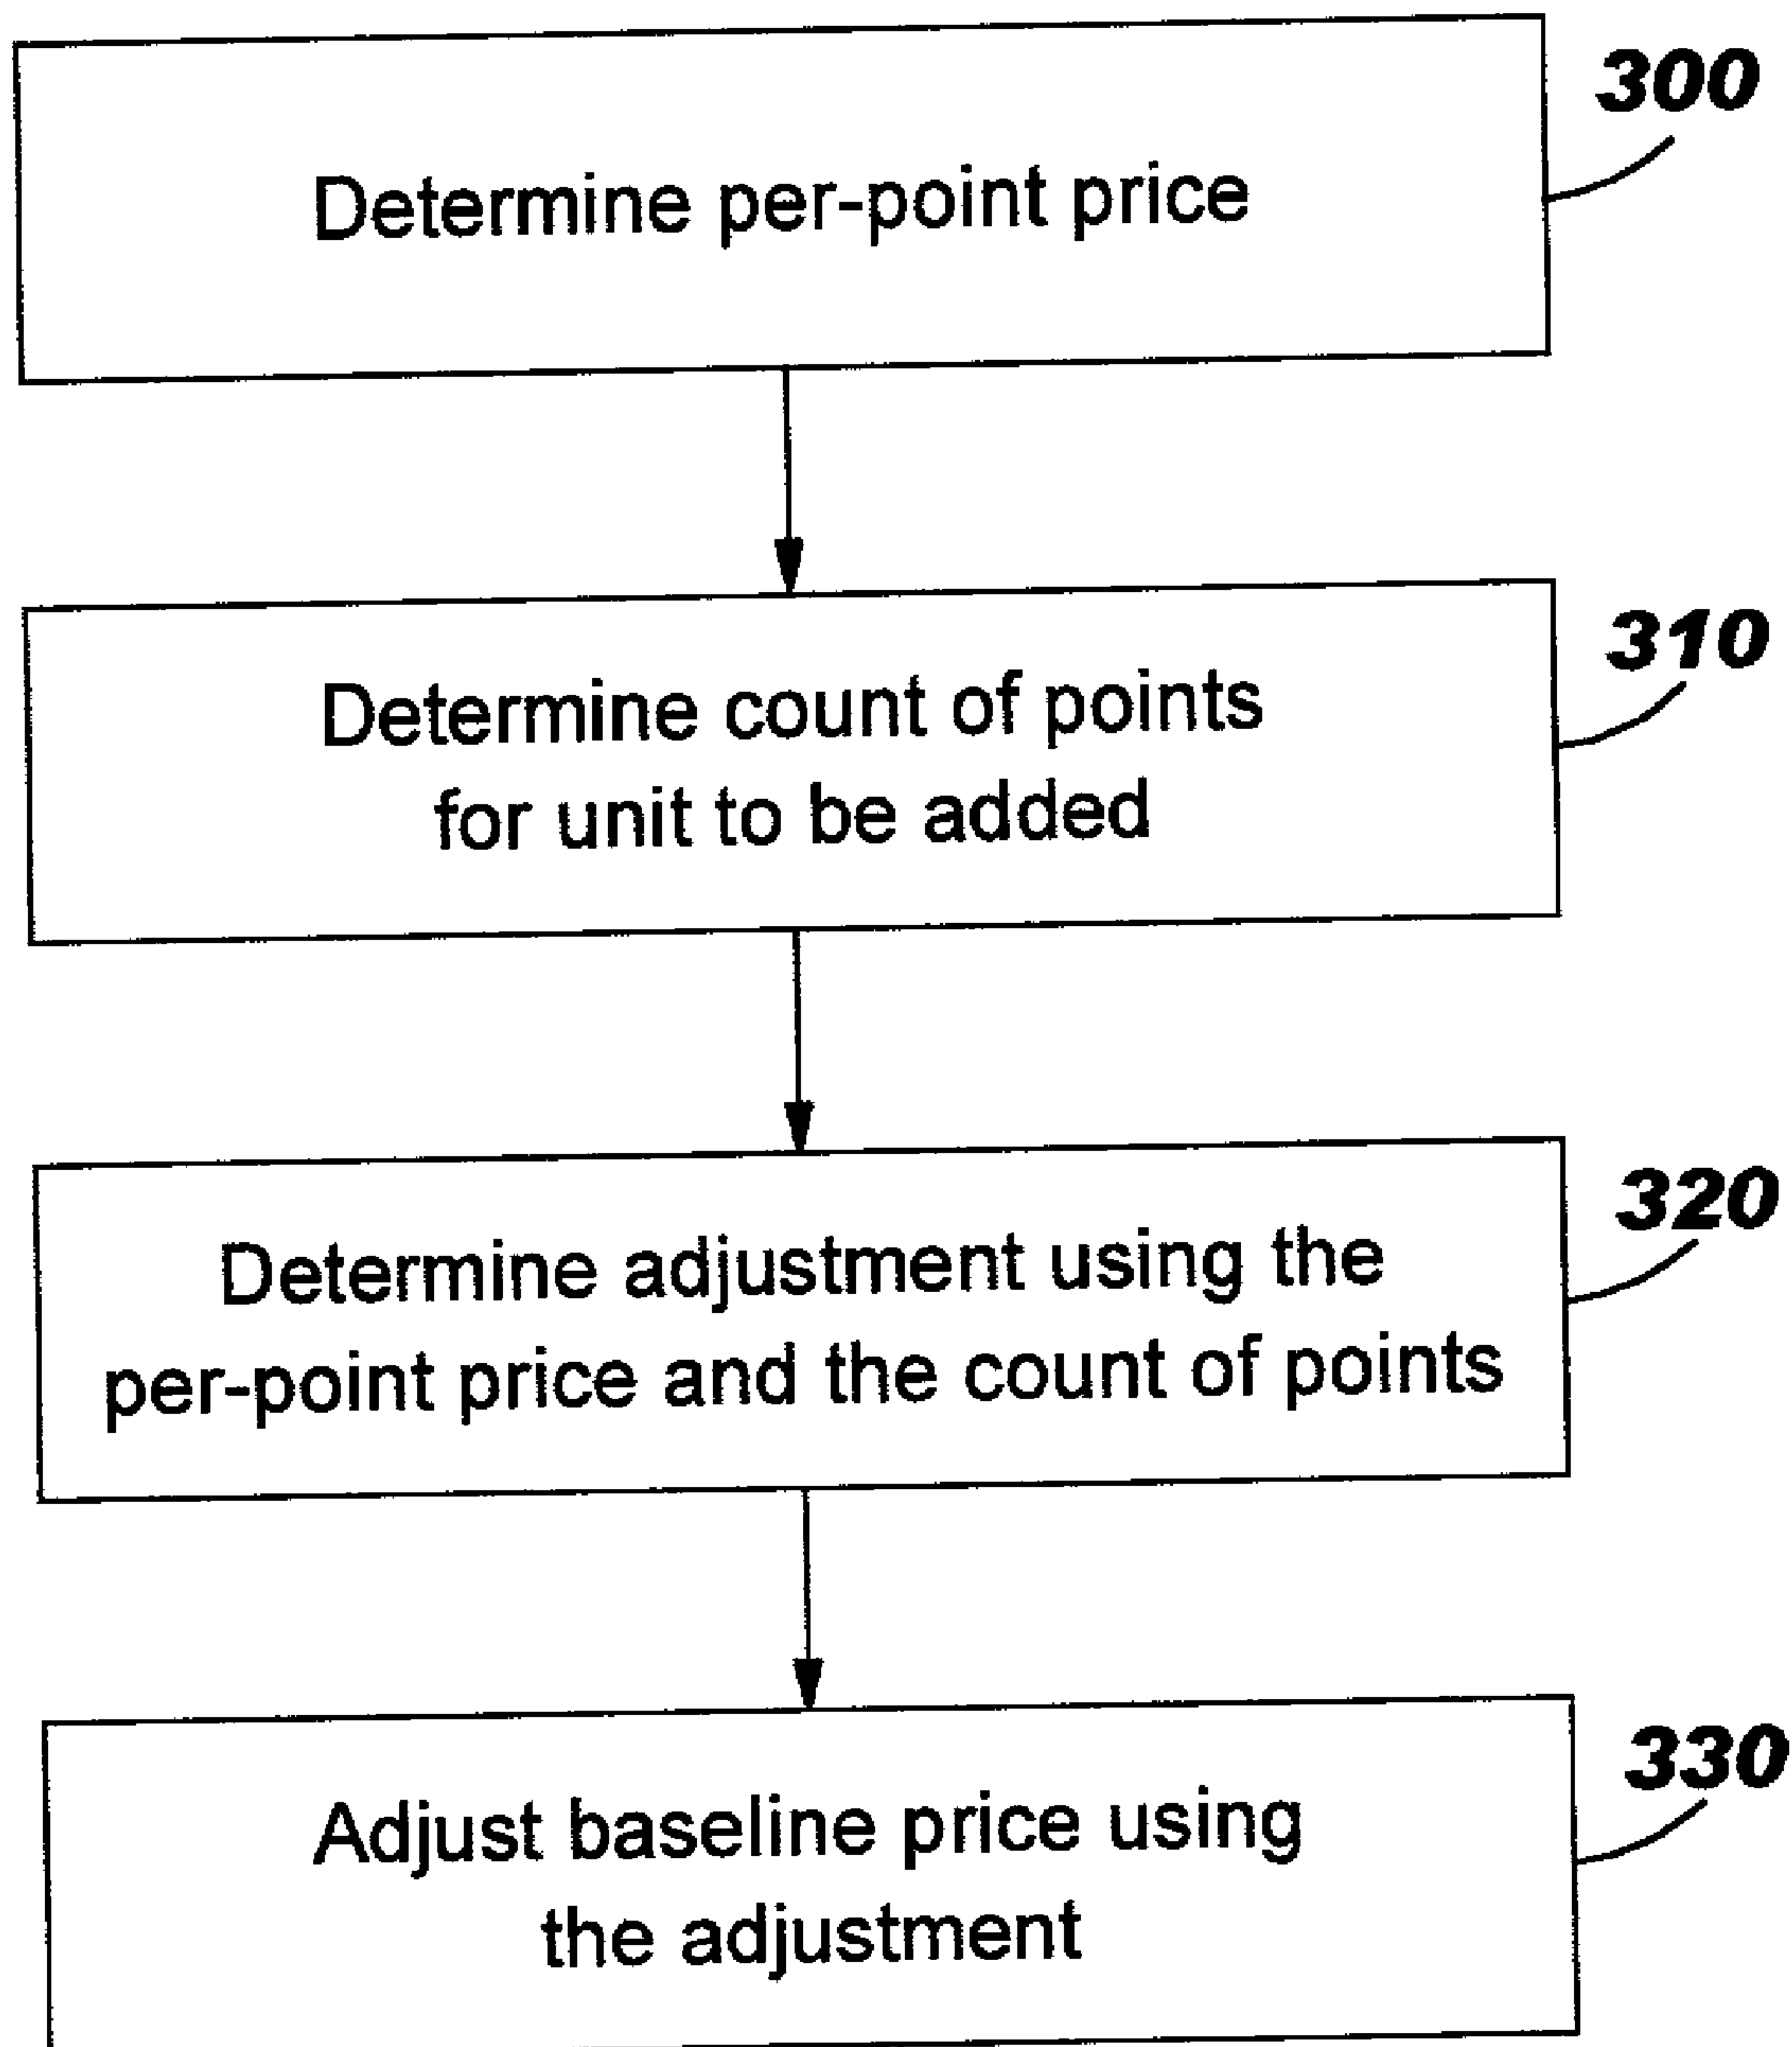 300
Determine per-point price
310
Determine count of points
for unit to be added
320
Determine adjustment using the
per-point price and the count of points
330
Adjust baseline price using
the adjustment